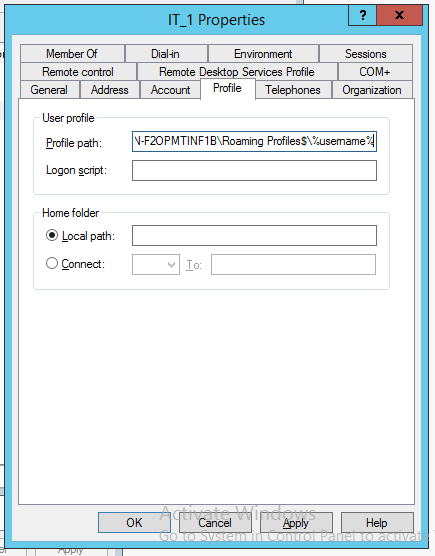 IT_1 Properties
? x
Member Of Dial-in Environment Sessions
Remote control Remote Desktop Services Profile COM+
General Address Account Profile Telephones Organization
User profile
Profile path: \-F2OPMTINF1B\Roaming Profiles$\%username%
Logon script:
Home folder
Local path:
Connect: To:
OK Cancel Apply Help
Activate Windows
Go to System in Control Panel to activate
Apply